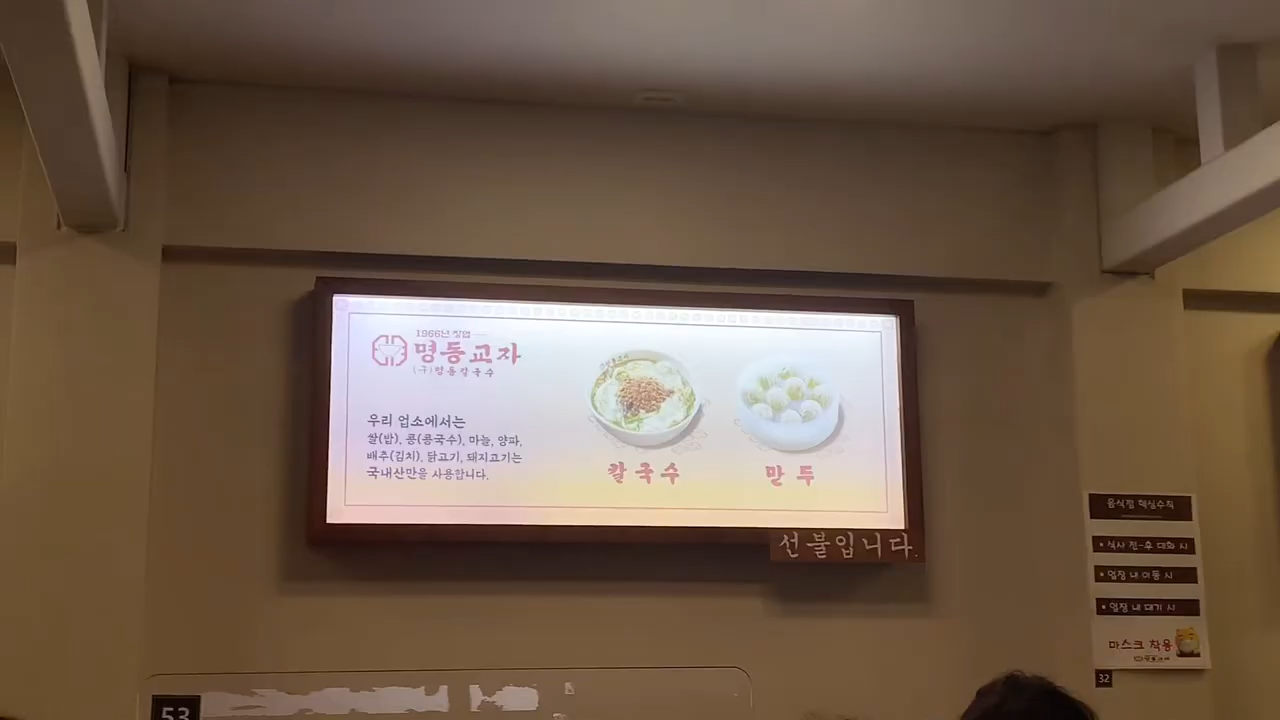 1966년 창업
명동교자
(구)명동칼국수
우리 업소에서는
쌀(밥), 콩(콩국수), 마늘, 양파,
배추(김치), 닭고기, 돼지고기는
국내산만을 사용합니다.
칼국수
만두
선불입니다.
음식점 핵심수칙
• 식사 전-후 대화 시
• 업장 내 이동 시
• 업장 내 대기 시
마스크 착용
명동교자
32
53